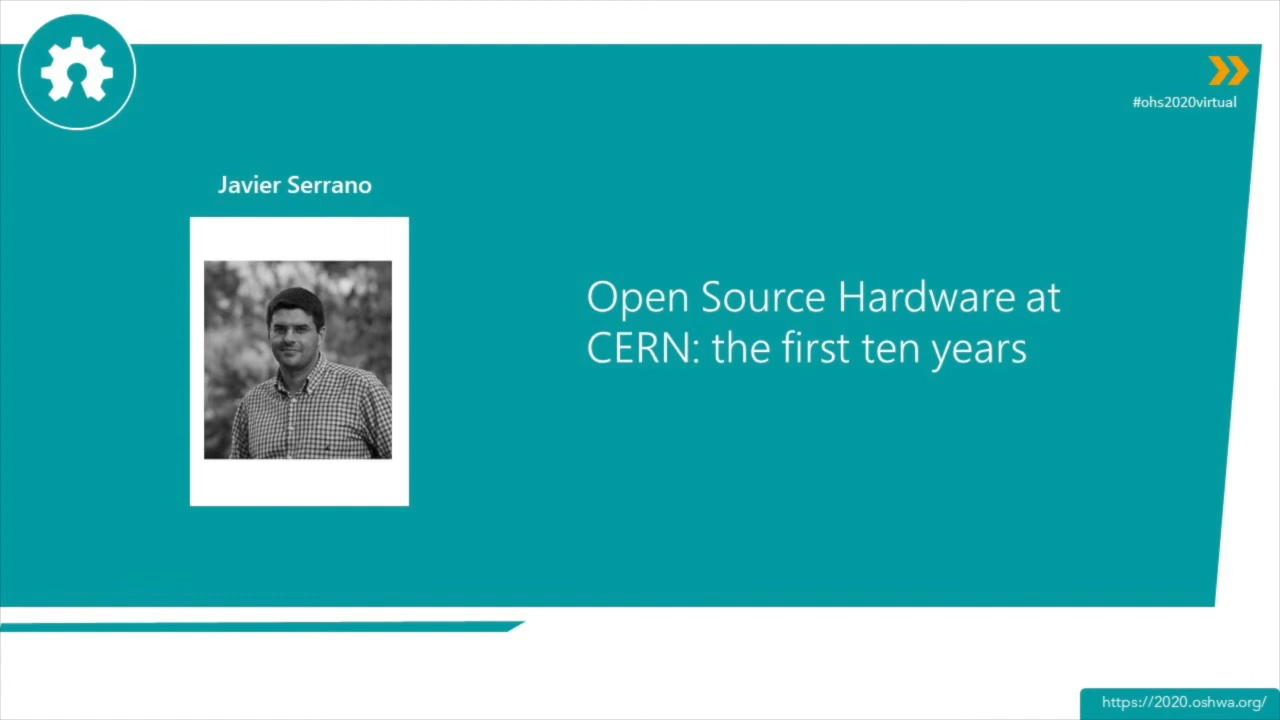 #ohs2020virtual
Javier Serrano
Open Source Hardware at
CERN: the first ten years
https://2020.oshwa.org/